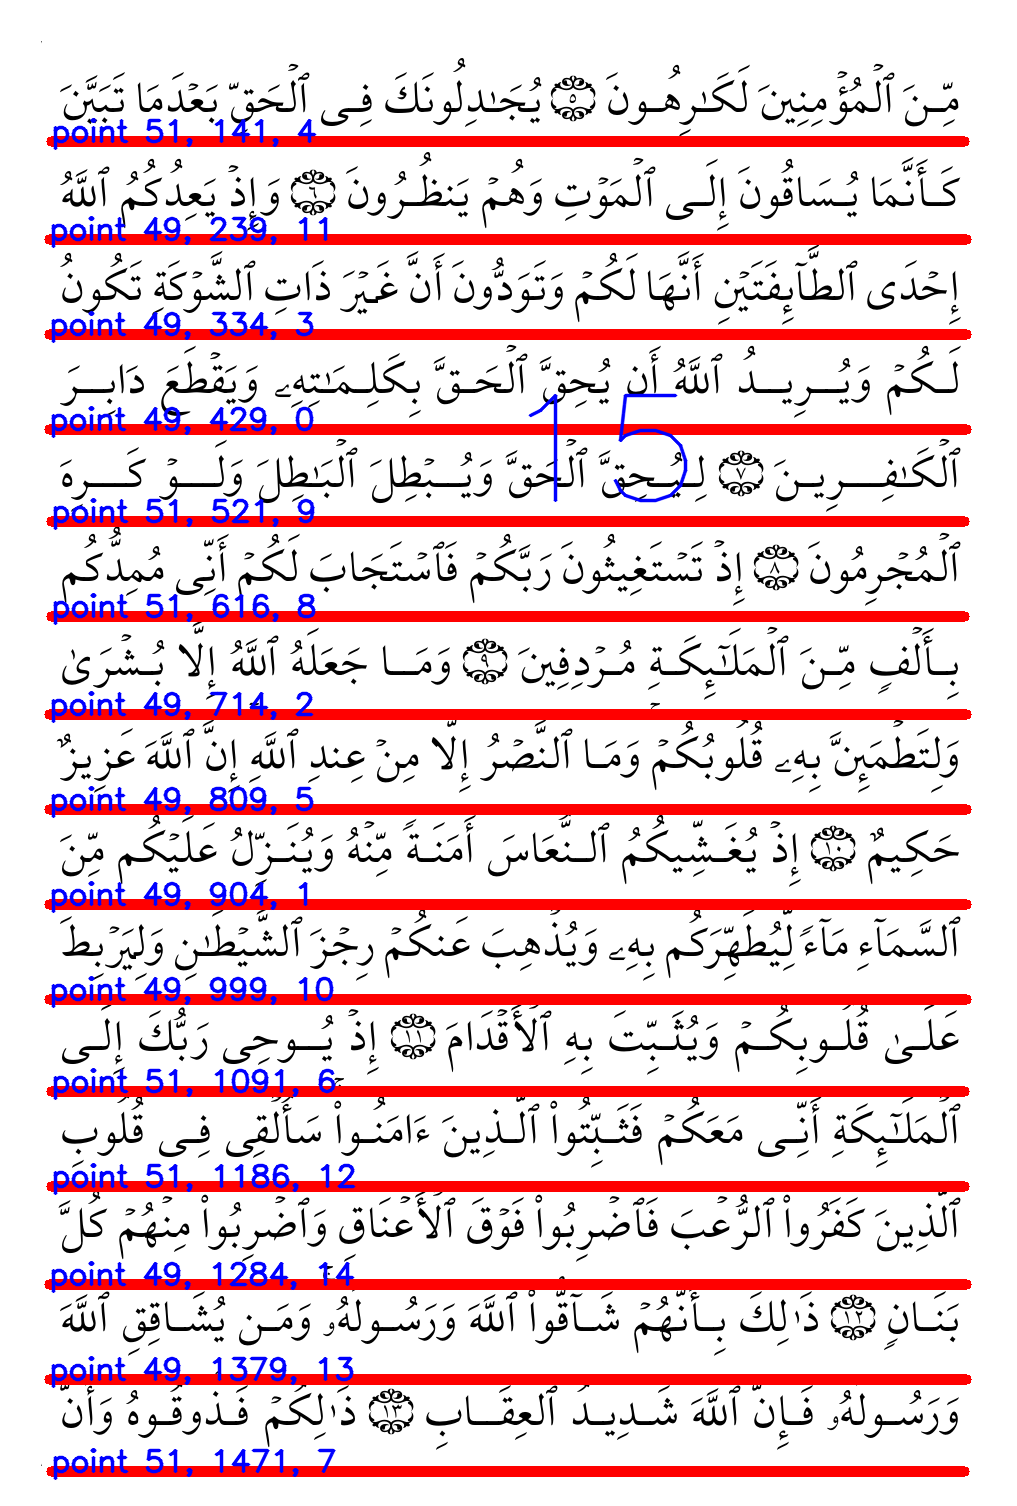 مِّنَ ٱلْمُؤْمِنِينَ لَكَـٰرِهُونَ ٥ يُجَـٰدِلُونَكَ فِى ٱلْحَقِّ بَعْدَمَا تَبَيَّنَ
point 51, 141, 4
كَأَنَّمَا يُسَاقُونَ إِلَى ٱلْمَوْتِ وَهُمْ يَنظُرُونَ ٦ وَإِذْ يَعِدُكُمُ ٱللَّهُ
point 49, 239, 11
إِحْدَى ٱلطَّآئِفَتَيْنِ أَنَّهَا لَكُمْ وَتَوَدُّونَ أَنَّ غَيْرَ ذَاتِ ٱلشَّوْكَةِ تَكُونُ
point 49, 334, 3
لَكُمْ وَيُرِيدُ ٱللَّهُ أَن يُحِقَّ ٱلْحَقَّ بِكَلِمَـٰتِهِۦ وَيَقْطَعَ دَابِرَ
point 49, 429, 0
15
ٱلْكَـٰفِرِينَ ٧ لِيُحِقَّ ٱلْحَقَّ وَيُبْطِلَ ٱلْبَـٰطِلَ وَلَوْ كَرِهَ
point 51, 521, 9
ٱلْمُجْرِمُونَ ٨ إِذْ تَسْتَغِيثُونَ رَبَّكُمْ فَٱسْتَجَابَ لَكُمْ أَنِّى مُمِدُّكُم
point 51, 616, 8
بِأَلْفٍ مِّنَ ٱلْمَلَـٰٓئِكَةِ مُرْدِفِينَ ٩ وَمَا جَعَلَهُ ٱللَّهُ إِلَّا بُشْرَىٰ
point 49, 714, 2
وَلِتَطْمَئِنَّ بِهِۦ قُلُوبُكُمْ وَمَا ٱلنَّصْرُ إِلَّا مِنْ عِندِ ٱللَّهِ إِنَّ ٱللَّهَ عَزِيزٌ
point 49, 809, 5
حَكِيمٌ ١٠ إِذْ يُغَشِّيكُمُ ٱلنُّعَاسَ أَمَنَةً مِّنْهُ وَيُنَزِّلُ عَلَيْكُم مِّنَ
point 49, 904, 1
ٱلسَّمَآءِ مَآءً لِّيُطَهِّرَكُم بِهِۦ وَيُذْهِبَ عَنكُمْ رِجْزَ ٱلشَّيْطَـٰنِ وَلِيَرْبِطَ
point 49, 999, 10
عَلَىٰ قُلُوبِكُمْ وَيُثَبِّتَ بِهِ ٱلْأَقْدَامَ ١١ إِذْ يُوحِى رَبُّكَ إِلَى
point 51, 1091, 6
ٱلْمَلَـٰٓئِكَةِ أَنِّى مَعَكُمْ فَثَبِّتُوا۟ ٱلَّذِينَ ءَامَنُوا۟ سَأُلْقِى فِى قُلُوبِ
point 51, 1186, 12
ٱلَّذِينَ كَفَرُوا۟ ٱلرُّعْبَ فَٱضْرِبُوا۟ فَوْقَ ٱلْأَعْنَاقِ وَٱضْرِبُوا۟ مِنْهُمْ كُلَّ
point 49, 1284, 14
بَنَانٍ ١٢ ذَٰلِكَ بِأَنَّهُمْ شَآقُّوا۟ ٱللَّهَ وَرَسُولَهُۥ وَمَن يُشَاقِقِ ٱللَّهَ
point 49, 1379, 13
وَرَسُولَهُۥ فَإِنَّ ٱللَّهَ شَدِيدُ ٱلْعِقَابِ ١٣ ذَٰلِكُمْ فَذُوقُوهُ وَأَنَّ
point 51, 1471, 7